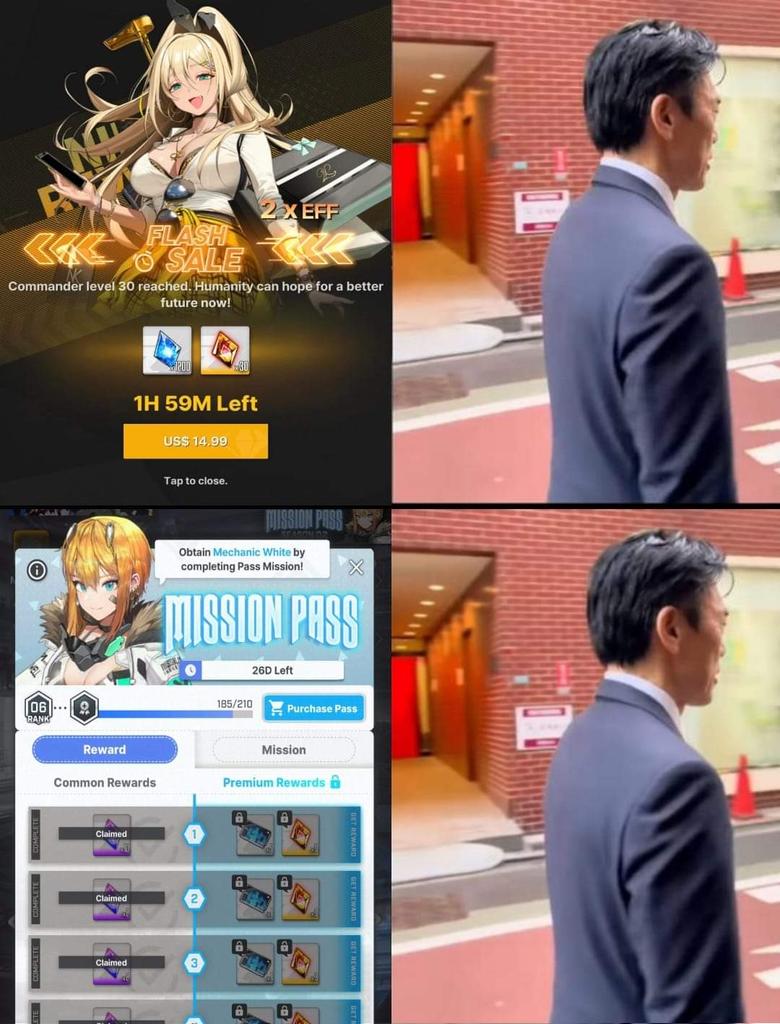 2 x EFF
FLASH
SALE
Commander level 30 reached. Humanity can hope for a better
future now!
x1200
x30
1H 59M Left
US$ 14.99
Tap to close.
MISSION PASS
Obtain Mechanic White by
completing Pass Mission!
MISSION PASS
26D Left
06
RANK
185/210
Purchase Pass
Reward
Mission
Common Rewards
Premium Rewards
COMPLETE
Claimed
1
GET REWARD
COMPLETE
Claimed
2
GET REWARD
COMPLETE
Claimed
3
GET REWARD
Claimed